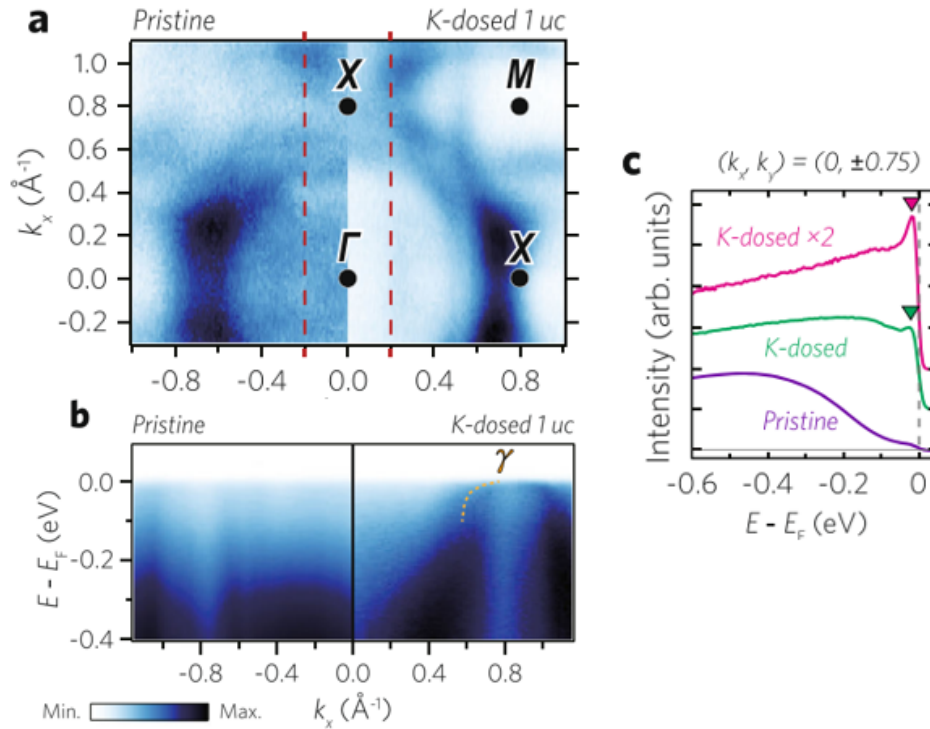 a
Pristine
K-dosed 1 uc
1.0
0.8
0.6
0.4
0.2
0.0
-0.2
kₓ (Å⁻¹)
X
M
Γ
X
-0.8
-0.4
0.0
0.4
0.8
b
Pristine
K-dosed 1 uc
γ
0.0
-0.2
-0.4
E - E_F (eV)
-0.8
-0.4
0.0
0.4
0.8
Min.
Max.
kₓ (Å⁻¹)
c
(kₓ, k_y) = (0, ±0.75)
K-dosed ×2
K-dosed
Pristine
Intensity (arb. units)
-0.6
-0.4
-0.2
0
E - E_F (eV)